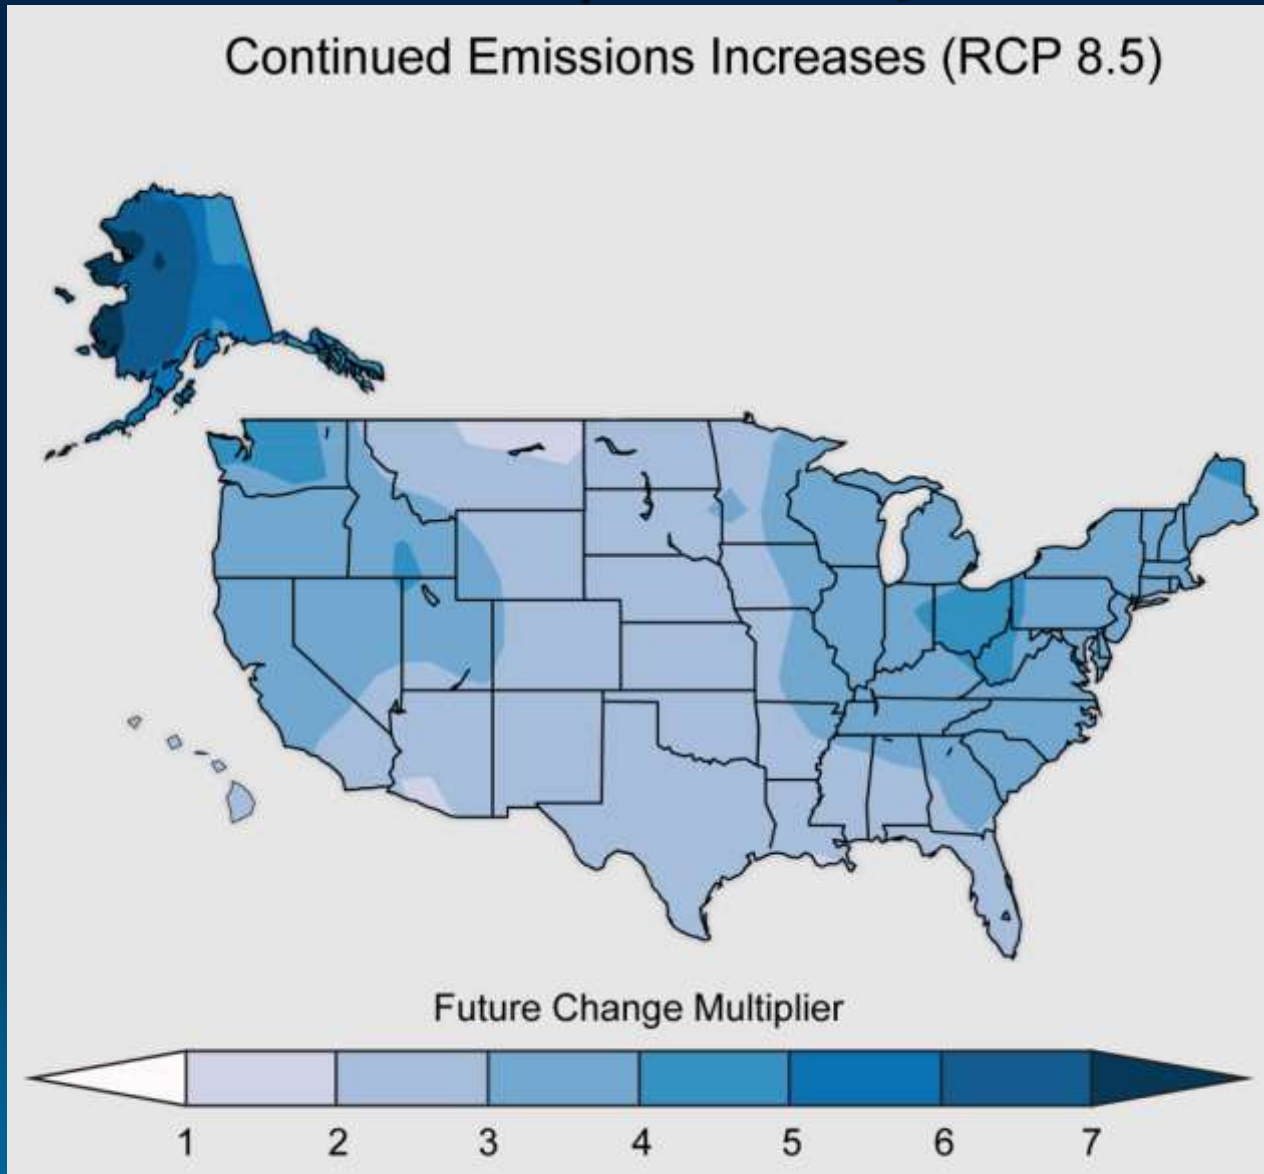 Continued Emissions Increases (RCP 8.5)
Future Change Multiplier
1 2 3 4 5 6 7